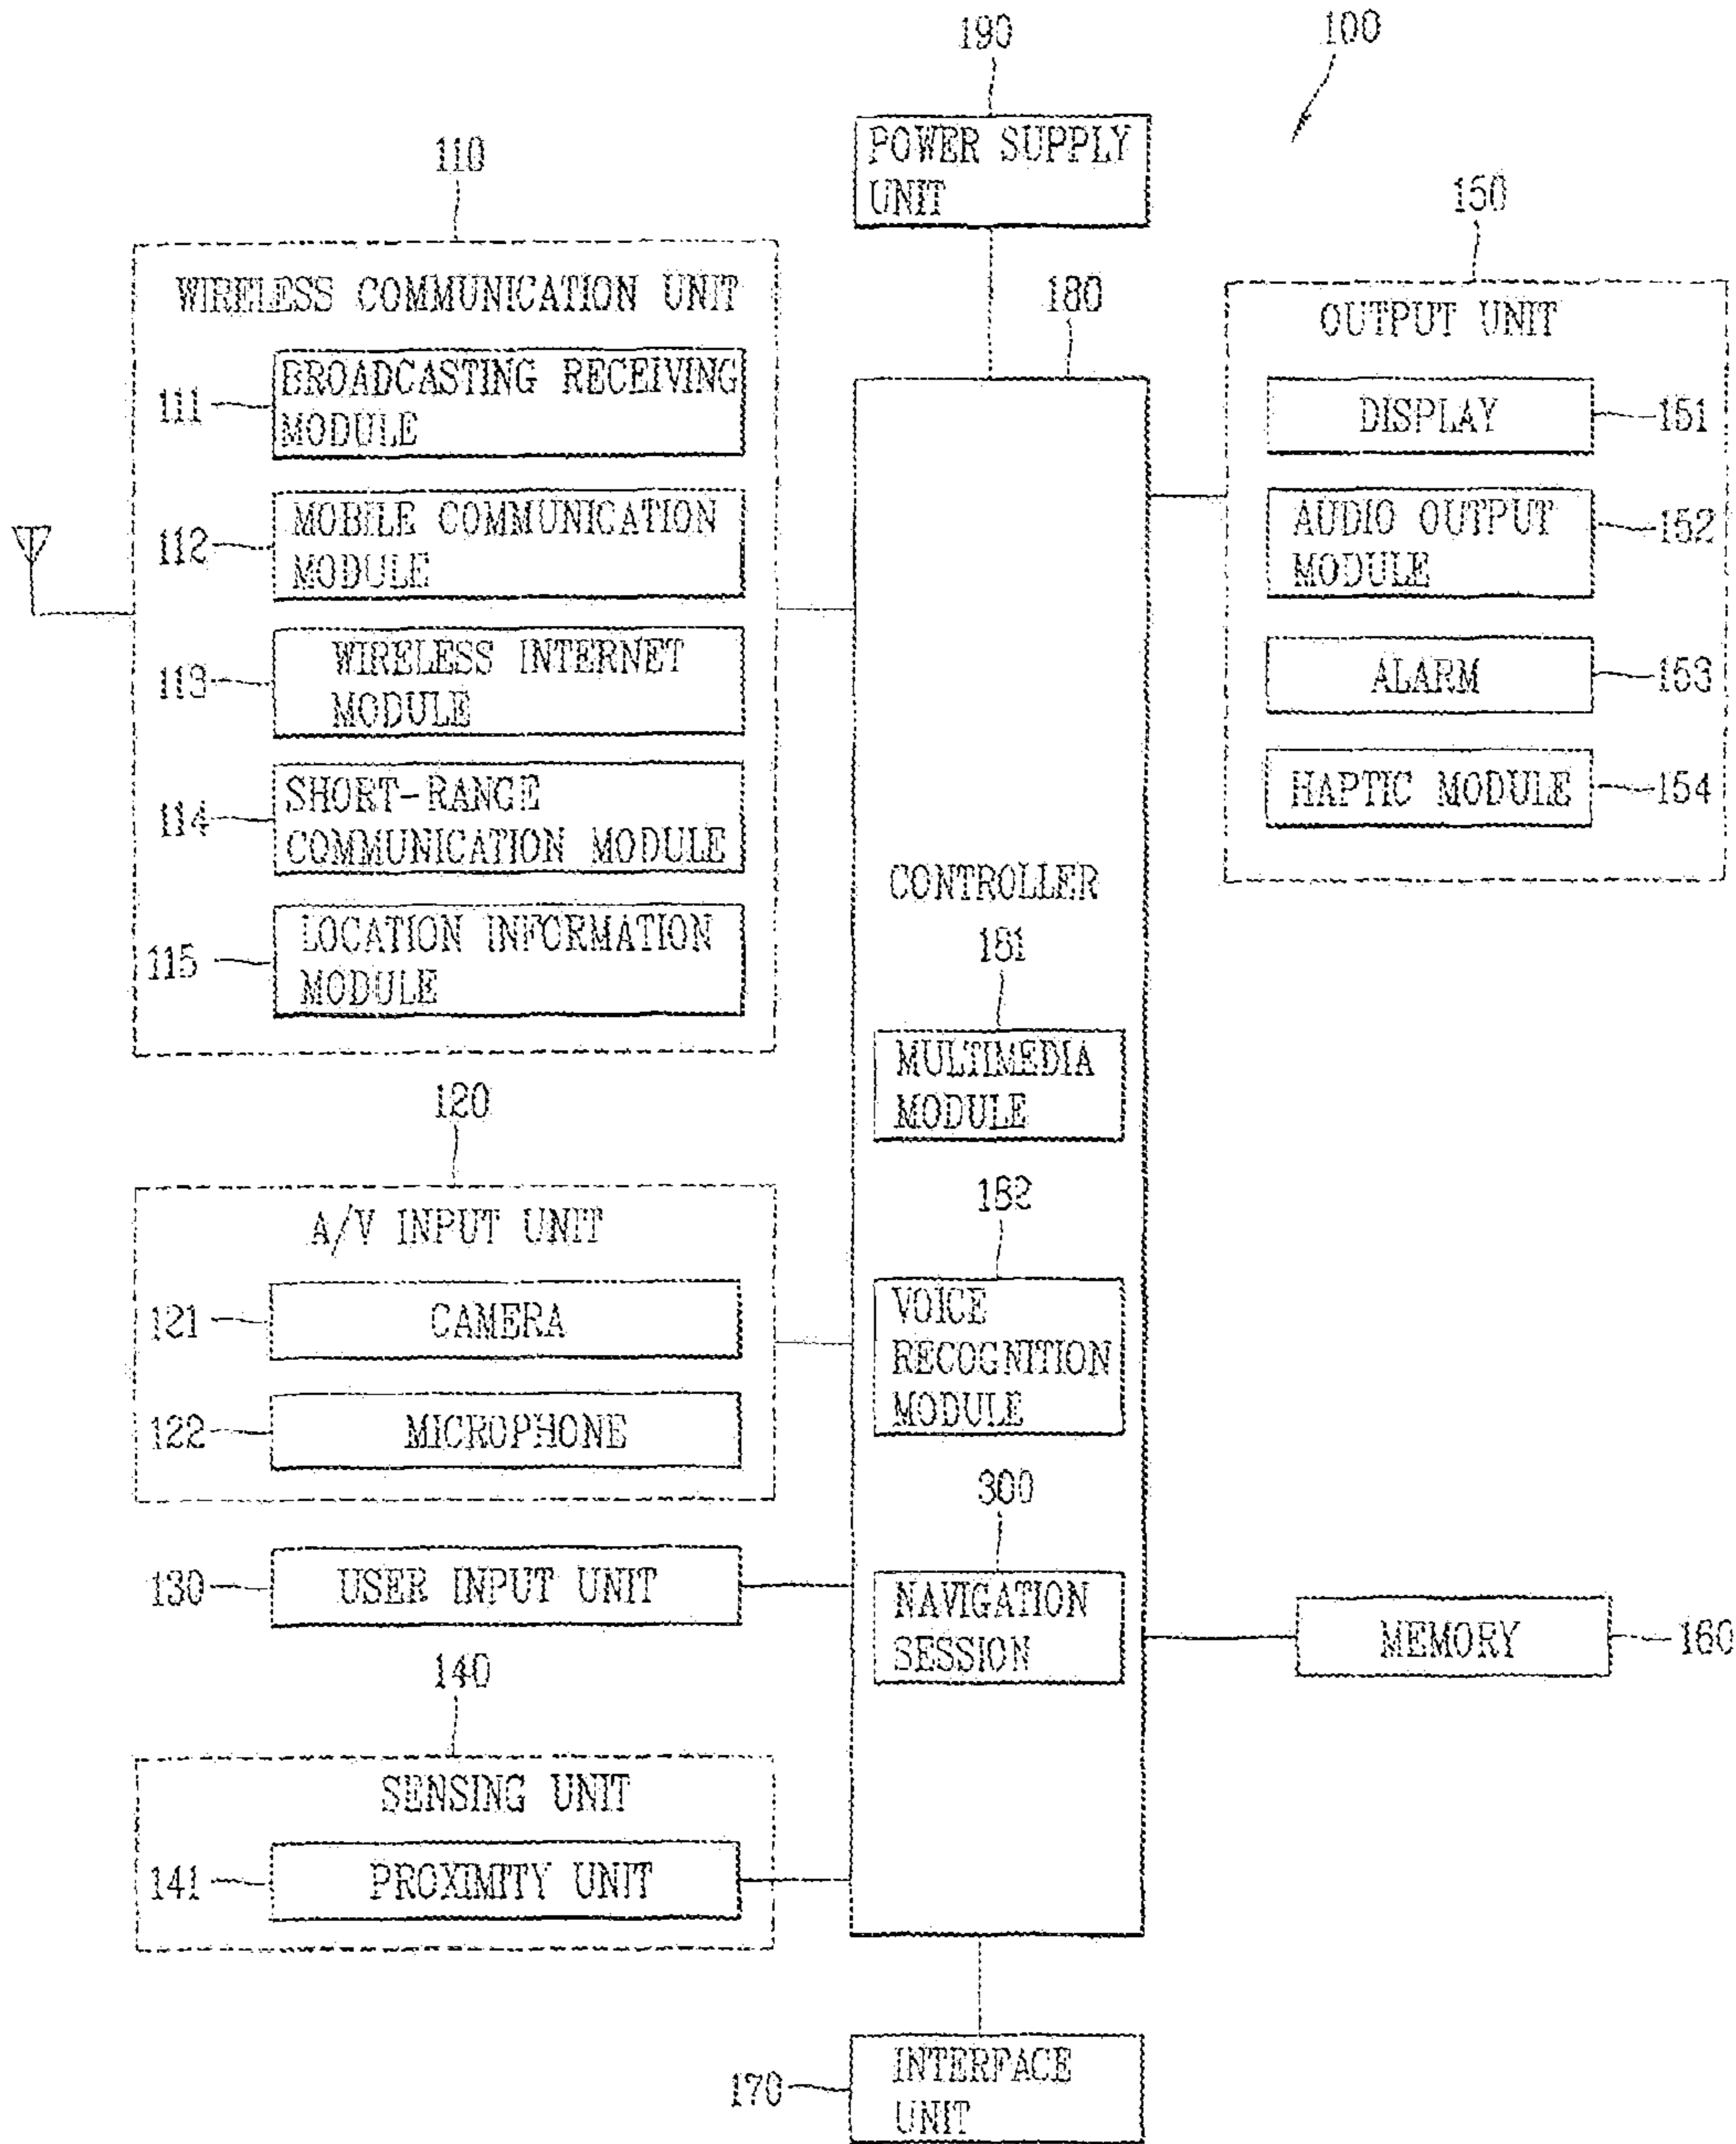 100
190
POWER SUPPLY
UNIT
110
WIRELESS COMMUNICATION UNIT
111
BROADCASTING RECEIVING
MODULE
112
MOBILE COMMUNICATION
MODULE
113
WIRELESS INTERNET
MODULE
114
SHORT-RANGE
COMMUNICATION MODULE
115
LOCATION INFORMATION
MODULE
120
A/V INPUT UNIT
121
CAMERA
122
MICROPHONE
130
USER INPUT UNIT
140
SENSING UNIT
141
PROXIMITY UNIT
180
CONTROLLER
181
MULTIMEDIA
MODULE
182
VOICE
RECOGNITION
MODULE
300
NAVIGATION
SESSION
150
OUTPUT UNIT
DISPLAY
151
AUDIO OUTPUT
MODULE
152
ALARM
153
HAPTIC MODULE
154
MEMORY
160
170
INTERFACE
UNIT